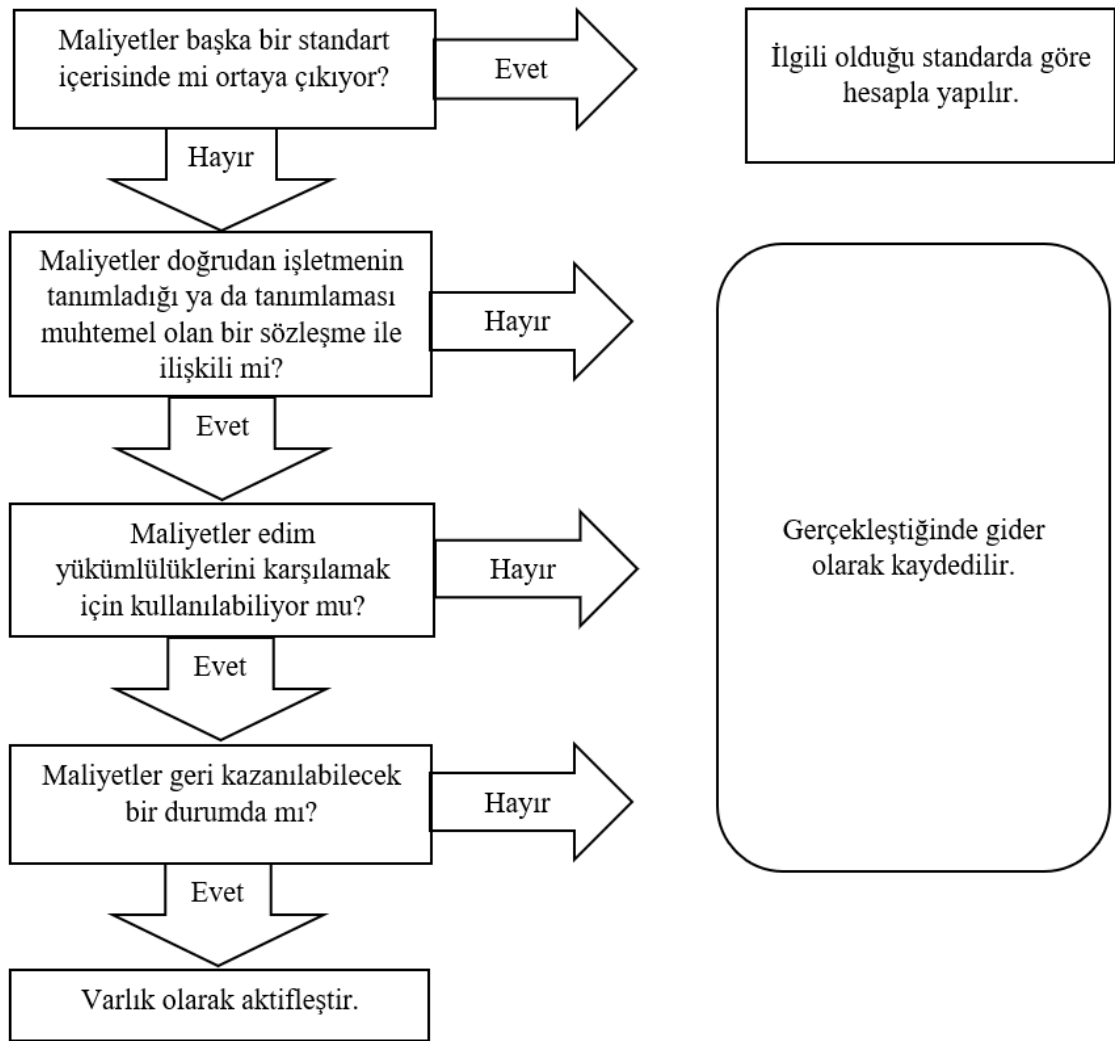 Maliyetler başka bir standart
içerisinde mi ortaya çıkıyor?
Evet
İlgili olduğu standarda göre
hesapla yapılır.
Hayır
Maliyetler doğrudan işletmenin
tanımladığı ya da tanımlaması
muhtemel olan bir sözleşme ile
ilişkili mi?
Hayır
Evet
Maliyetler edim
yükümlülüklerini karşılamak
için kullanılabiliyor mu?
Hayır
Gerçekleştiğinde gider
olarak kaydedilir.
Evet
Maliyetler geri kazanılabilecek
bir durumda mı?
Hayır
Evet
Varlık olarak aktifleştir.